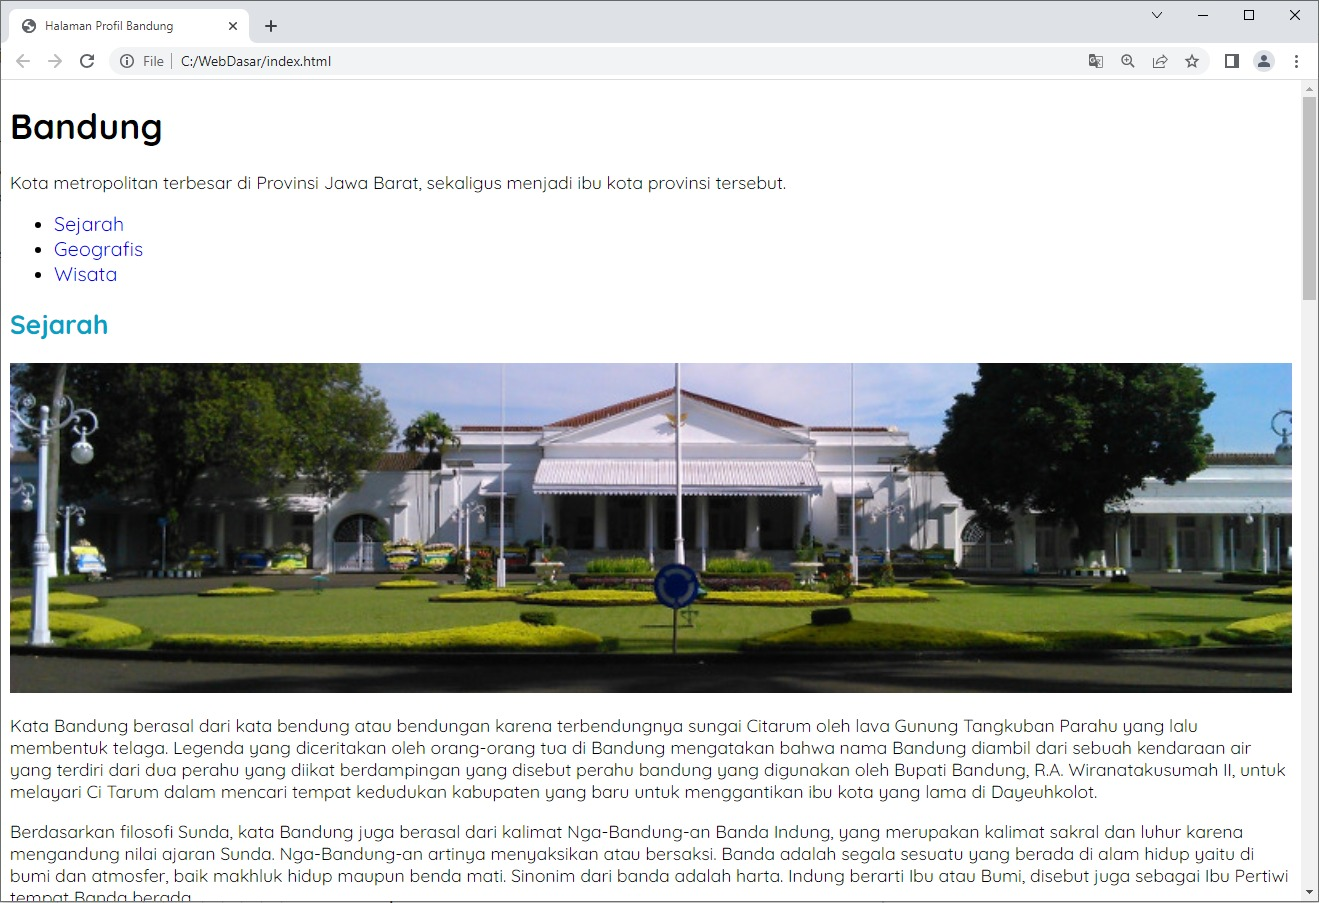 Halaman Profil Bandung
File
C:/WebDasar/index.html
Bandung
Kota metropolitan terbesar di Provinsi Jawa Barat, sekaligus menjadi ibu kota provinsi tersebut.
Sejarah
Geografis
Wisata
Sejarah
Kata Bandung berasal dari kata bendung atau bendungan karena terbendungnya sungai Citarum oleh lava Gunung Tangkuban Parahu yang lalu
membentuk telaga. Legenda yang diceritakan oleh orang-orang tua di Bandung mengatakan bahwa nama Bandung diambil dari sebuah kendaraan air
yang terdiri dari dua perahu yang diikat berdampingan yang disebut perahu bandung yang digunakan oleh Bupati Bandung, R.A. Wiranatakusumah II, untuk
melayari Ci Tarum dalam mencari tempat kedudukan kabupaten yang baru untuk menggantikan ibu kota yang lama di Dayeuhkolot.
Berdasarkan filosofi Sunda, kata Bandung juga berasal dari kalimat Nga-Bandung-an Banda Indung, yang merupakan kalimat sakral dan luhur karena
mengandung nilai ajaran Sunda. Nga-Bandung-an artinya menyaksikan atau bersaksi. Banda adalah segala sesuatu yang berada di alam hidup yaitu di
bumi dan atmosfer, baik makhluk hidup maupun benda mati. Sinonim dari banda adalah harta. Indung berarti Ibu atau Bumi, disebut juga sebagai Ibu Pertiwi
tempat Banda berada.